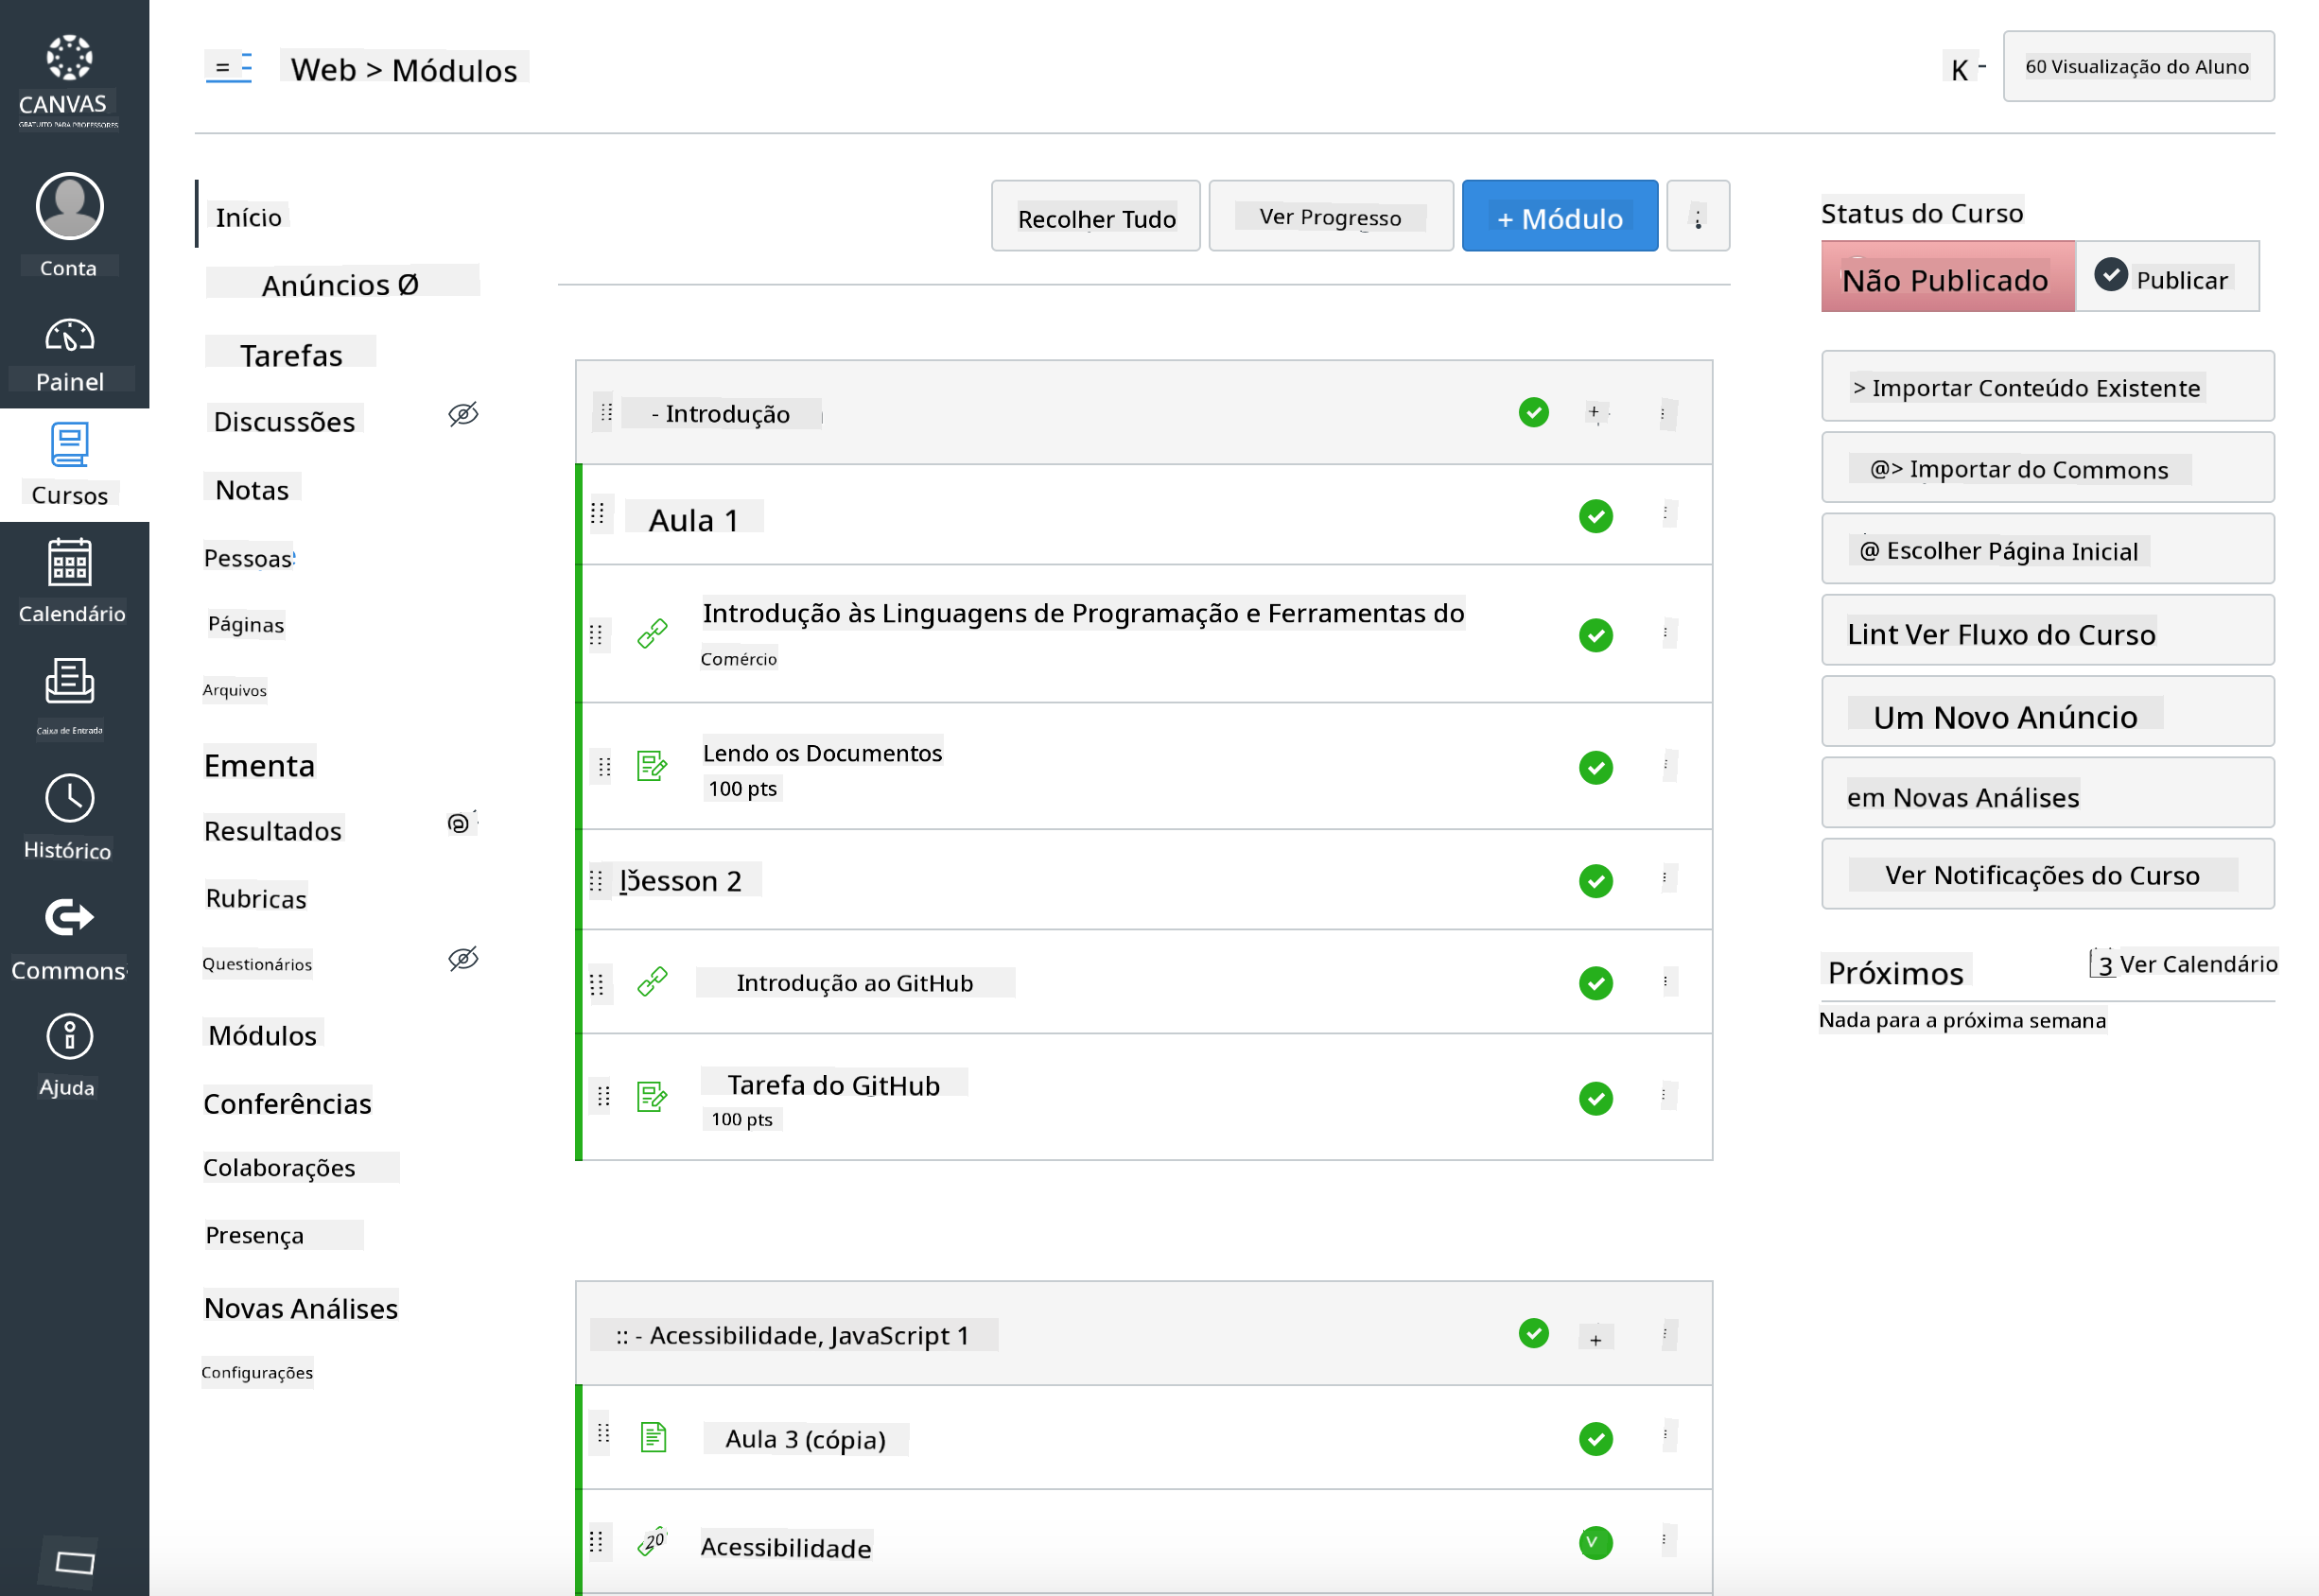 CANVAS
GRATUITO PARA PROFESSORES
Conta
Painel
Cursos
Calendário
Caixa de Entrada
Histórico
Commons
Ajuda
= Web > Módulos
K
60 Visualização do Aluno
Início
Anúncios Ø
Tarefas
Discussões
Notas
Pessoas
Páginas
Arquivos
Ementa
Resultados
Rubricas
Questionários
Módulos
Conferências
Colaborações
Presença
Novas Análises
Configurações
Recolher Tudo
Ver Progresso
+ Módulo
- Introdução
+
Aula 1
Introdução às Linguagens de Programação e Ferramentas do
Comércio
Lendo os Documentos
100 pts
esson 2
Introdução ao GitHub
Tarefa do GitHub
100 pts
:: - Acessibilidade, JavaScript 1
+
Aula 3 (cópia)
20
Acessibilidade
Status do Curso
Não Publicado
Publicar
> Importar Conteúdo Existente
@> Importar do Commons
@ Escolher Página Inicial
Lint Ver Fluxo do Curso
Um Novo Anúncio
em Novas Análises
Ver Notificações do Curso
Próximos
3 Ver Calendário
Nada para a próxima semana